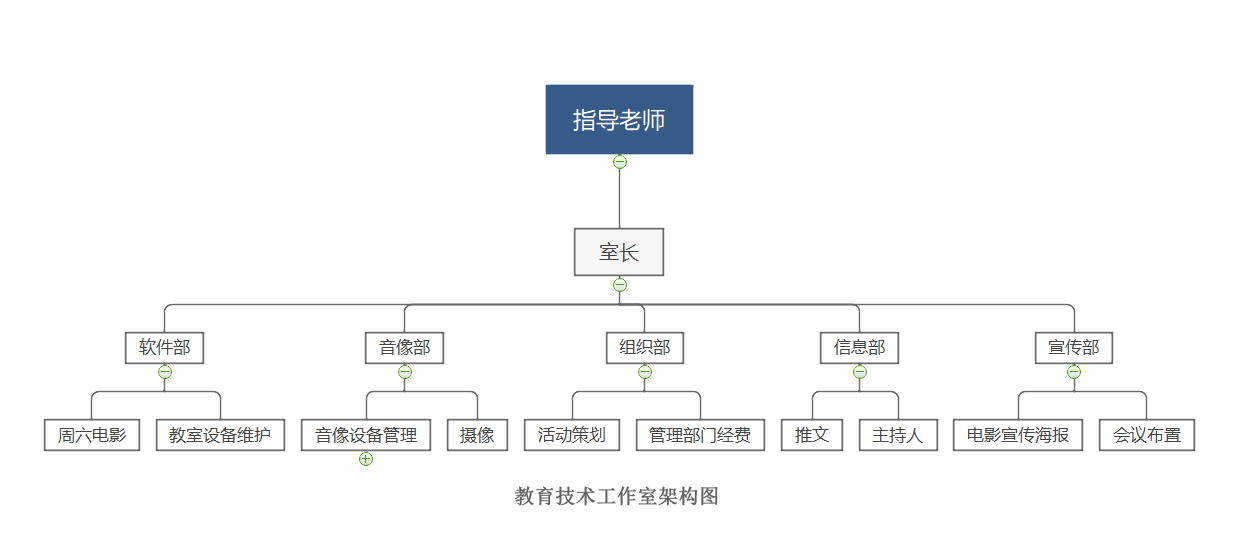 指导老师
室长
软件部
音像部
组织部
信息部
宣传部
周六电影
教室设备维护
音像设备管理
摄像
活动策划
管理部门经费
推文
主持人
电影宣传海报
会议布置
教育技术工作室架构图